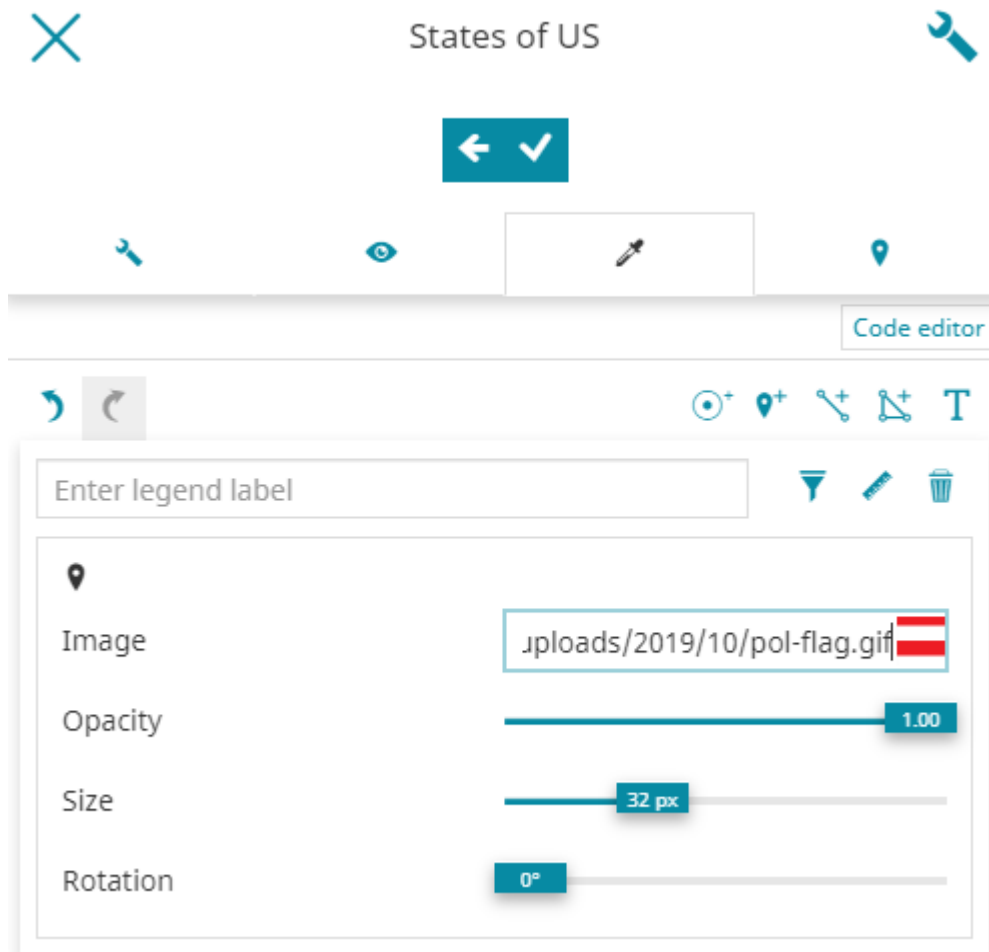 States of US
Code editor
T
Enter legend label
Image uploads/2019/10/pol-flag.gif
Opacity 1.00
Size 32 px
Rotation 0°